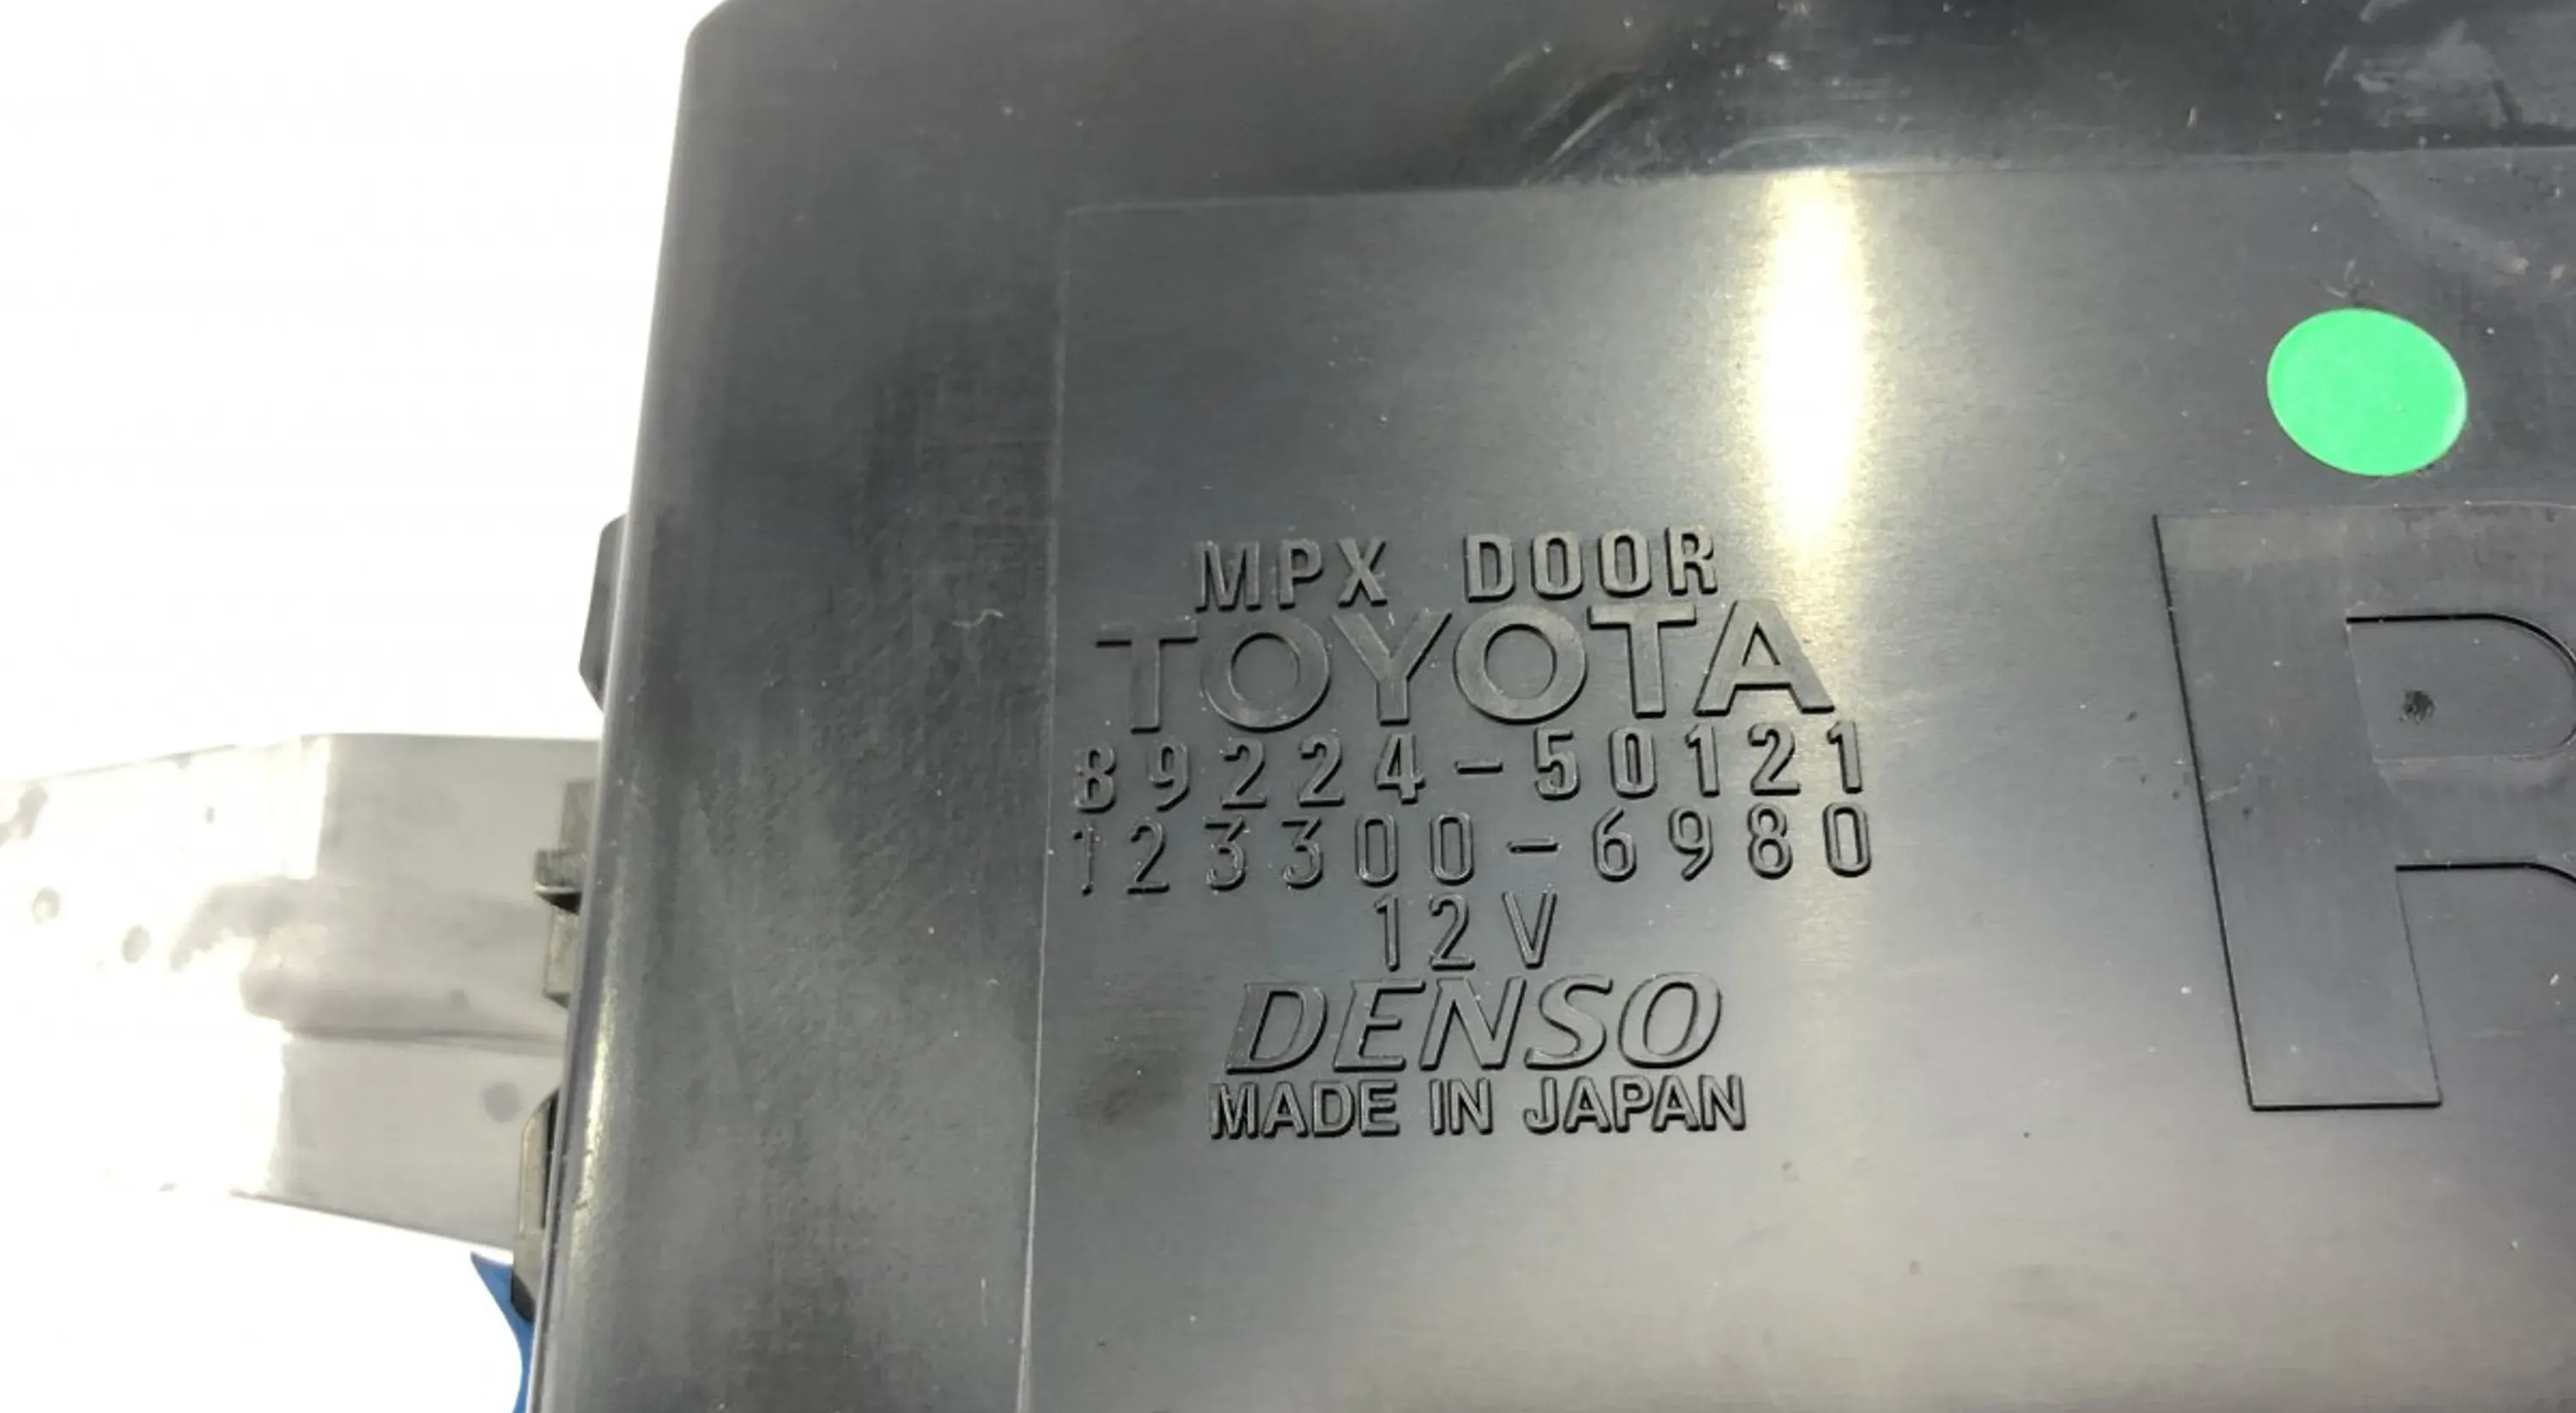 MPX DOOR
TOYOTA
89224-50121
123300-6980
12V
DENSO
MADE IN JAPAN
R